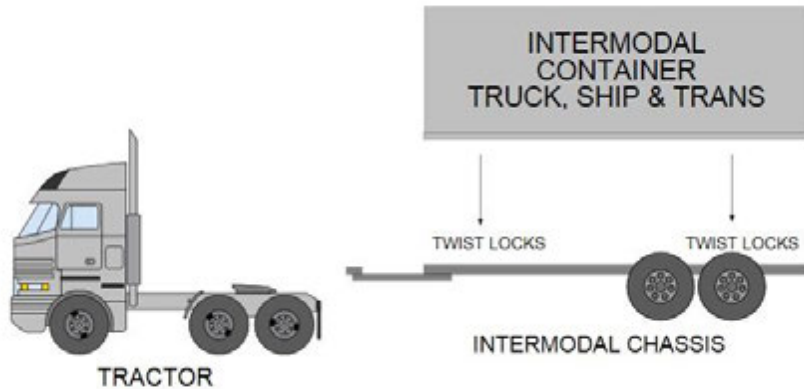 INTERMODAL
CONTAINER
TRUCK, SHIP & TRANS
TWIST LOCKS
TWIST LOCKS
INTERMODAL CHASSIS
TRACTOR